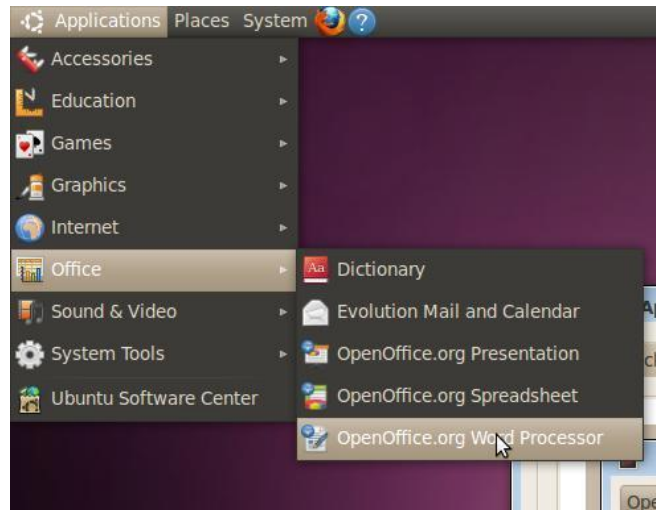 Applications Places System
Accessories
Education
Games
Graphics
Internet
Office
Sound & Video
System Tools
Ubuntu Software Center
Aa Dictionary
Evolution Mail and Calendar
OpenOffice.org Presentation
OpenOffice.org Spreadsheet
OpenOffice.org Word Processor